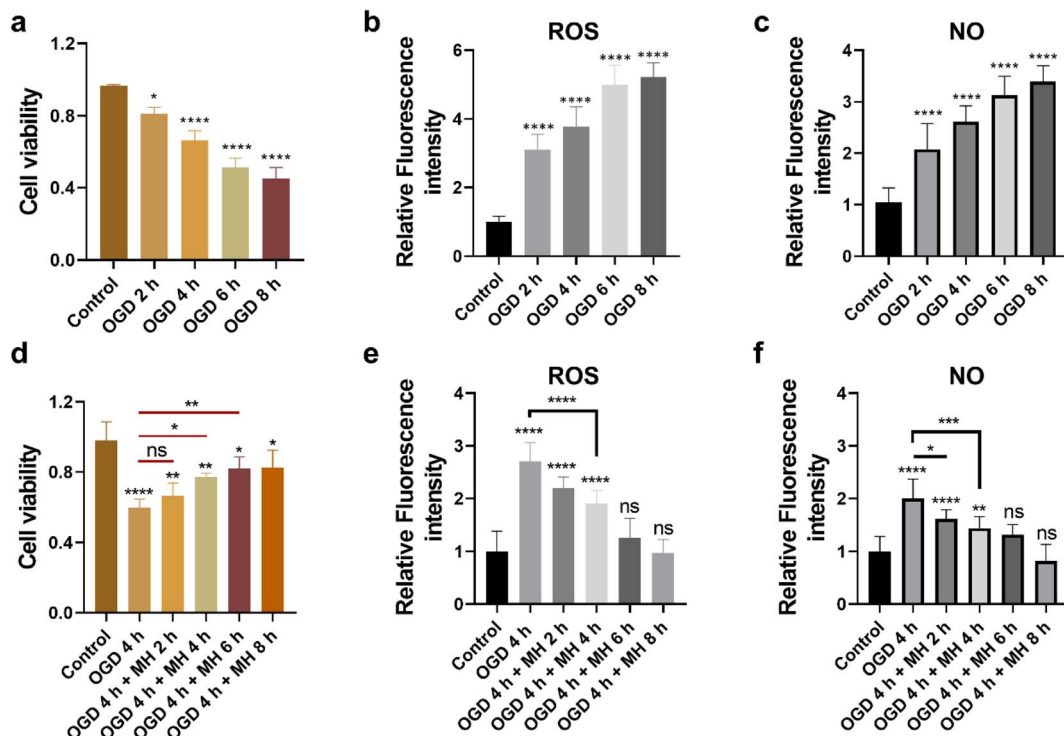 a
1.2
0.8
0.4
0.0
Cell viability
*
****
****
****
Control
OGD 2 h
OGD 4 h
OGD 6 h
OGD 8 h
b
ROS
6
4
2
0
Relative Fluorescence
intensity
****
****
****
****
Control
OGD 2 h
OGD 4 h
OGD 6 h
OGD 8 h
c
NO
4
3
2
1
0
Relative Fluorescence
intensity
****
****
****
****
Control
OGD 2 h
OGD 4 h
OGD 6 h
OGD 8 h
d
1.2
0.8
0.4
0.0
Cell viability
**
*
ns
****
**
**
*
*
Control
OGD 4 h
OGD 4 h + MH 2 h
OGD 4 h + MH 4 h
OGD 4 h + MH 6 h
OGD 4 h + MH 8 h
e
ROS
4
3
2
1
0
Relative Fluorescence
intensity
****
****
****
****
ns
ns
Control
OGD 4 h
OGD 4 h + MH 2 h
OGD 4 h + MH 4 h
OGD 4 h + MH 6 h
OGD 4 h + MH 8 h
f
NO
4
3
2
1
0
Relative Fluorescence
intensity
***
*
****
****
**
ns
ns
Control
OGD 4 h
OGD 4 h + MH 2 h
OGD 4 h + MH 4 h
OGD 4 h + MH 6 h
OGD 4 h + MH 8 h